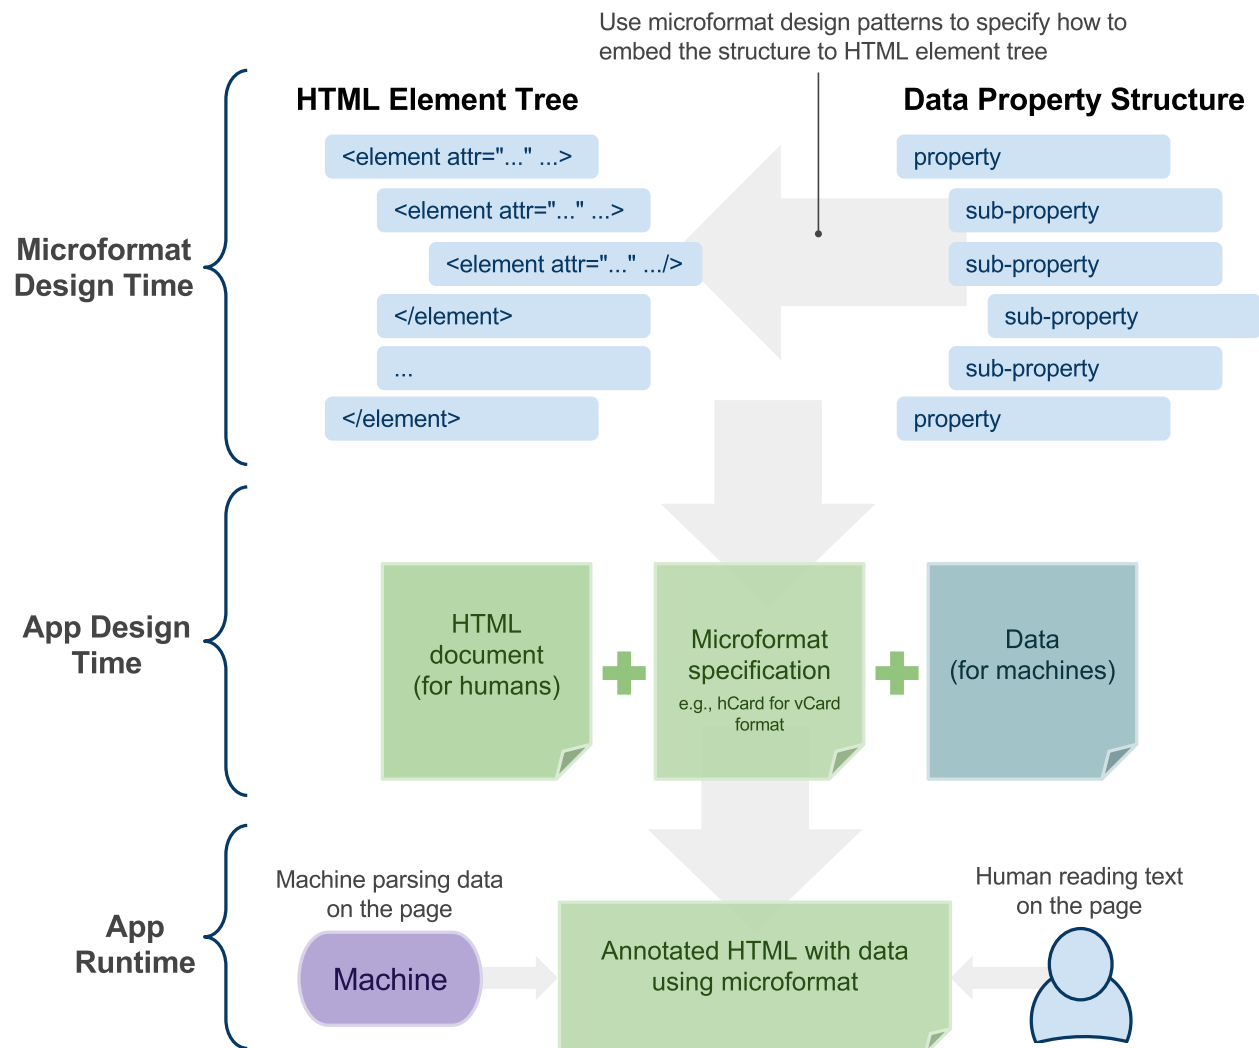 Use microformat design patterns to specify how to
embed the structure to HTML element tree
HTML Element Tree
Data Property Structure
<element attr="..." ...>
<element attr="..." ...>
<element attr="..." .../>
</element>
...
</element>
property
sub-property
sub-property
sub-property
sub-property
property
Microformat
Design Time
App Design
Time
HTML
document
(for humans)
Microformat
specification
e.g., hCard for vCard
format
Data
(for machines)
App
Runtime
Machine parsing data
on the page
Machine
Annotated HTML with data
using microformat
Human reading text
on the page